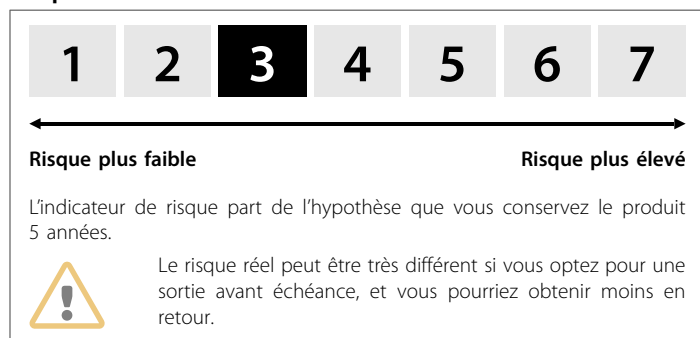 1 2 3 4 5 6 7
Risque plus faible Risque plus élevé
L'indicateur de risque part de l'hypothèse que vous conservez le produit
5 années.
Le risque réel peut être très différent si vous optez pour une
sortie avant échéance, et vous pourriez obtenir moins en
retour.